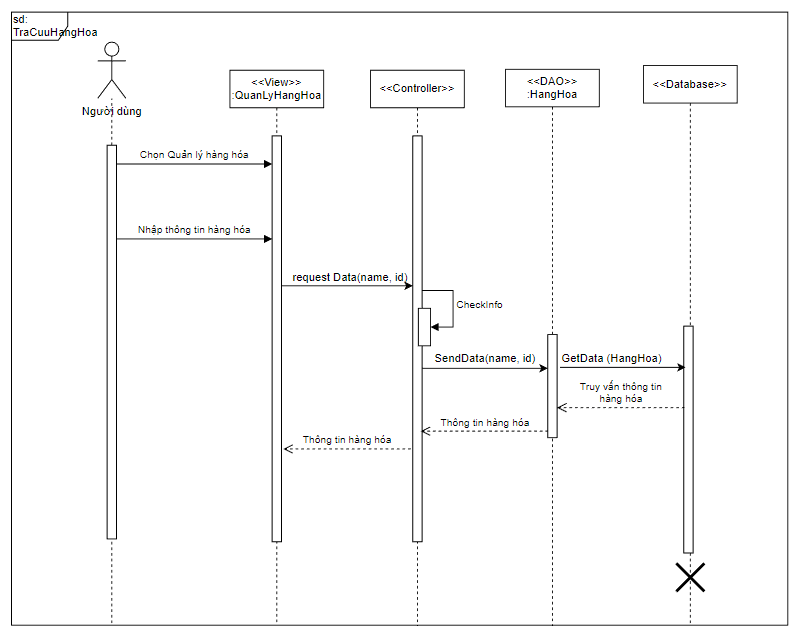 sd:
TraCuuHangHoa
Người dùng
<<View>>
:QuanLyHangHoa
<<Controller>>
<<DAO>>
:HangHoa
<<Database>>
Chọn Quản lý hàng hóa
Nhập thông tin hàng hóa
request Data(name, id)
CheckInfo
SendData(name, id)
GetData (HangHoa)
Truy vấn thông tin
hàng hóa
Thông tin hàng hóa
Thông tin hàng hóa